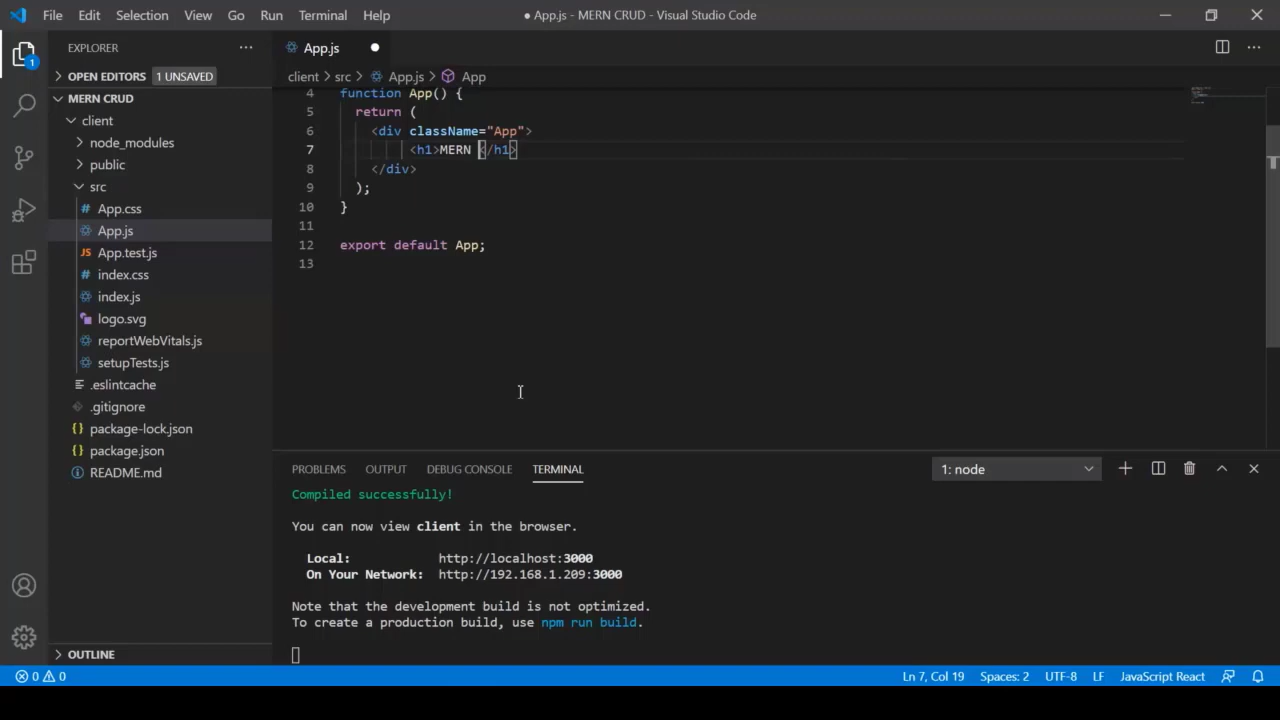 File Edit Selection View Go Run Terminal Help ● App.js - MERN CRUD - Visual Studio Code
EXPLORER
App.js
1
OPEN EDITORS 1 UNSAVED
client > src > App.js > App
MERN CRUD
4 function App() {
client
5 return (
6 <div className="App">
node_modules
7 <h1>MERN </h1>
public
8 </div>
src
9 );
App.css
10 }
App.js
11
App.test.js
12 export default App;
index.css
13
index.js
logo.svg
reportWebVitals.js
setupTests.js
.eslintcache
.gitignore
package-lock.json
package.json
README.md
PROBLEMS OUTPUT DEBUG CONSOLE TERMINAL 1: node
Compiled successfully!
You can now view client in the browser.
Local: http://localhost:3000
On Your Network: http://192.168.1.209:3000
Note that the development build is not optimized.
To create a production build, use npm run build.
OUTLINE
0 0 Ln 7, Col 19 Spaces: 2 UTF-8 LF JavaScript React